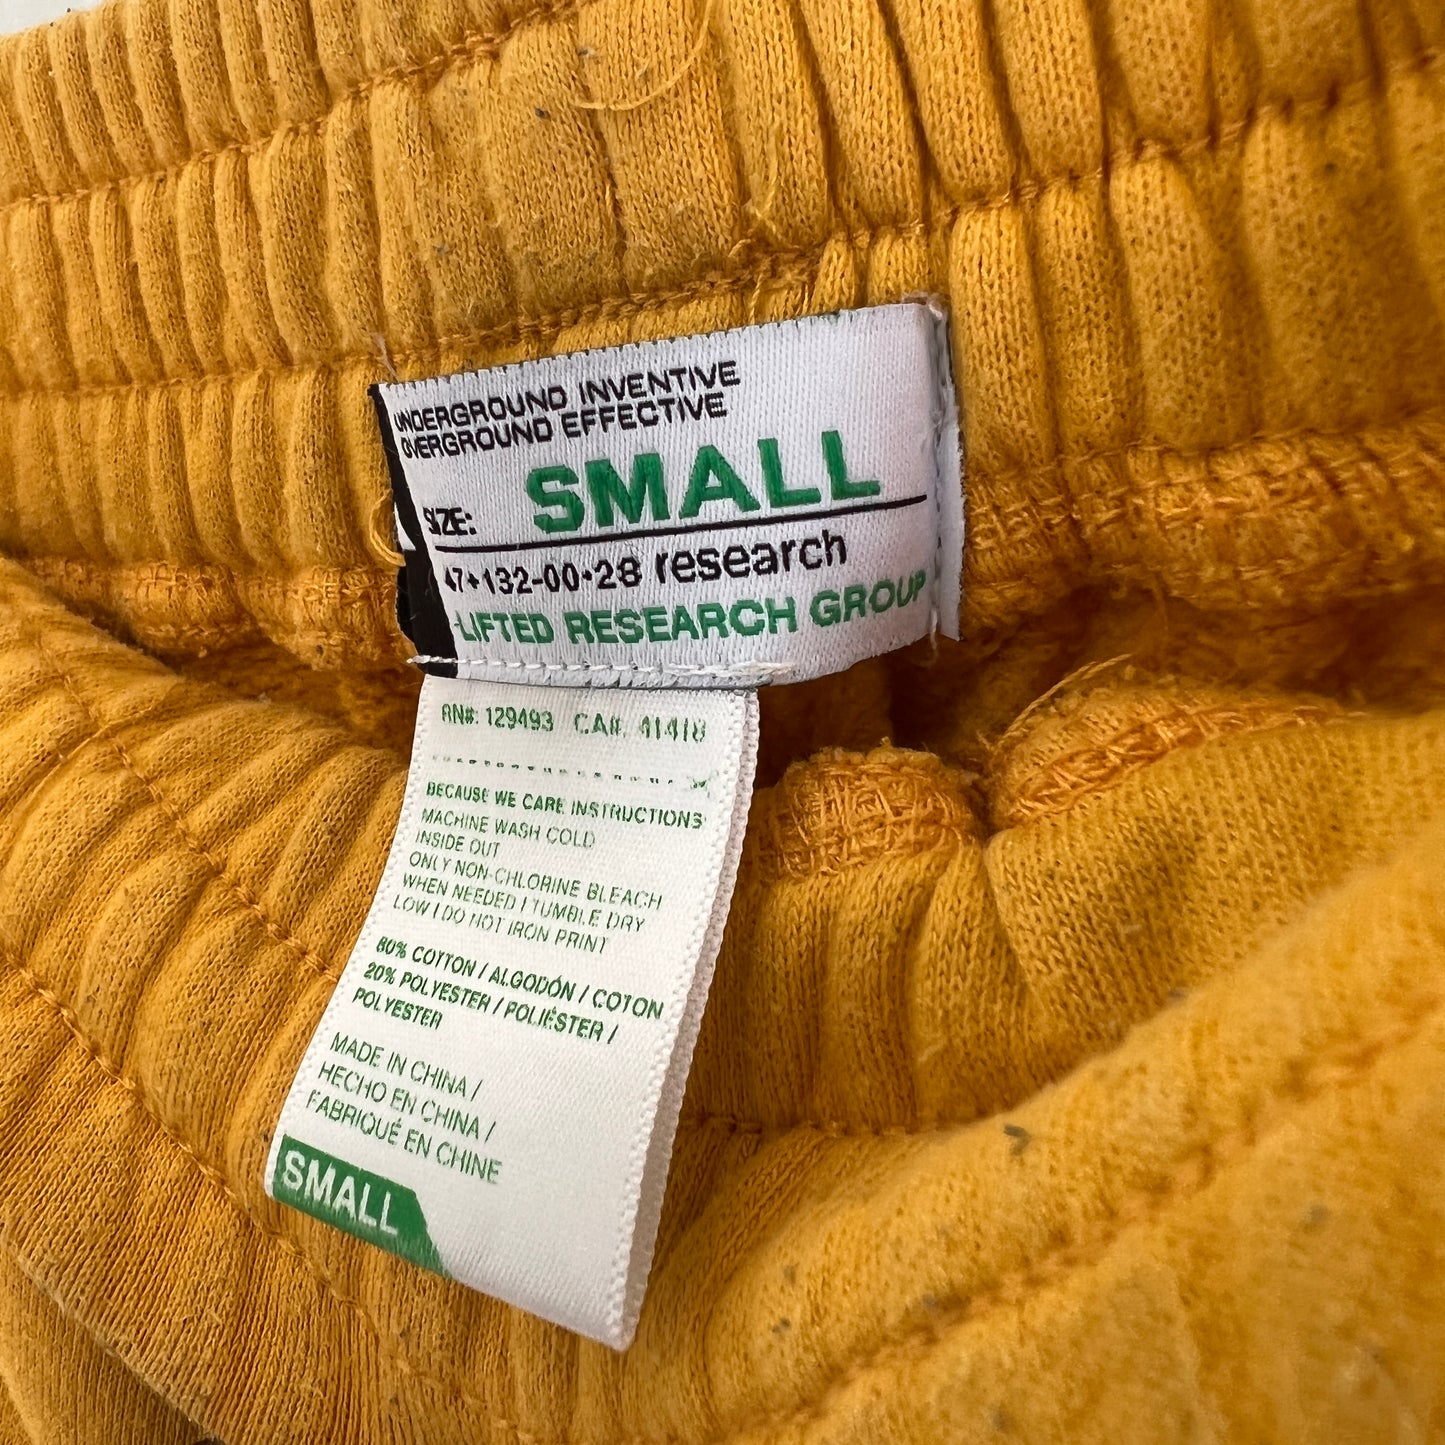 UNDERGROUND INVENTIVE
OVERGROUND EFFECTIVE
SIZE: SMALL
47+132-00+28 research
-LIFTED RESEARCH GROUP
RN#: 129493 CA#: 41418
BECAUSE WE CARE INSTRUCTIONS
MACHINE WASH COLD
INSIDE OUT
ONLY NON-CHLORINE BLEACH
WHEN NEEDED | TUMBLE DRY
LOW | DO NOT IRON PRINT
80% COTTON / ALGODÓN / COTON
20% POLYESTER / POLIÉSTER /
POLYESTER
MADE IN CHINA /
HECHO EN CHINA /
FABRIQUÉ EN CHINE
SMALL